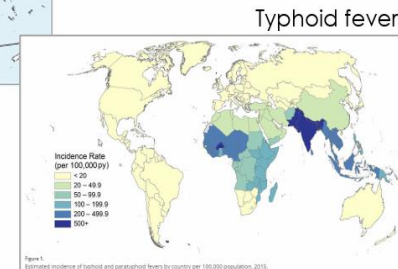 Typhoid fever
Incidence Rate
(per 100,000py)
< 20
20 – 49.9
50 – 99.9
100 – 199.9
200 – 499.9
500+
Figure 1.
Estimated incidence of typhoid and paratyphoid fevers by country per 100,000 population, 2015.